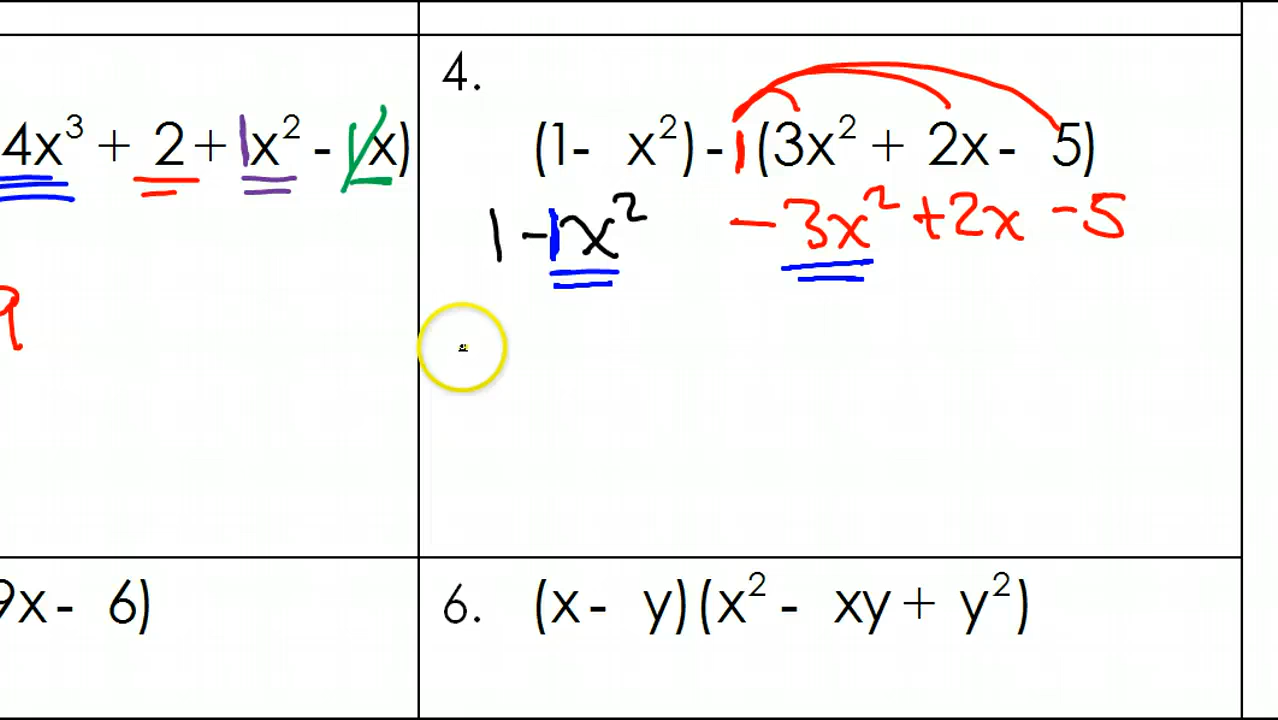 4.
4x³ + 2 + 1x² - 1x)
(1 - x²) - 1(3x² + 2x - 5)
1 - 1x² - 3x² + 2x - 5
9
9x - 6)
6. (x - y)(x² - xy + y²)